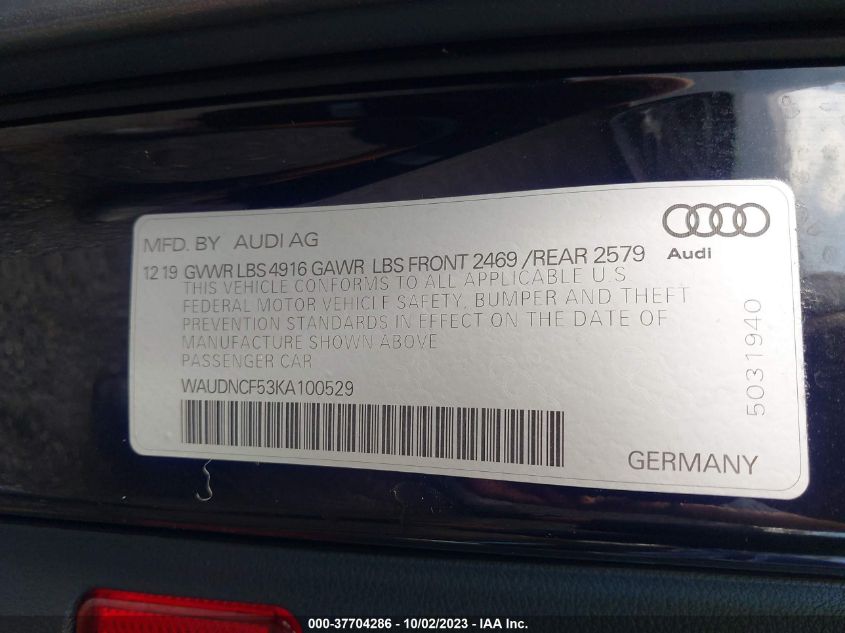 MFD. BY AUDI AG
Audi
12 19 GVWR LBS 4916 GAWR LBS FRONT 2469 /REAR 2579
THIS VEHICLE CONFORMS TO ALL APPLICABLE U.S.
FEDERAL MOTOR VEHICLE SAFETY, BUMPER AND THEFT
PREVENTION STANDARDS IN EFFECT ON THE DATE OF
MANUFACTURE SHOWN ABOVE
PASSENGER CAR
WAUDNCF53KA100529
5031940
GERMANY
000-37704286 - 10/02/2023 - IAA Inc.